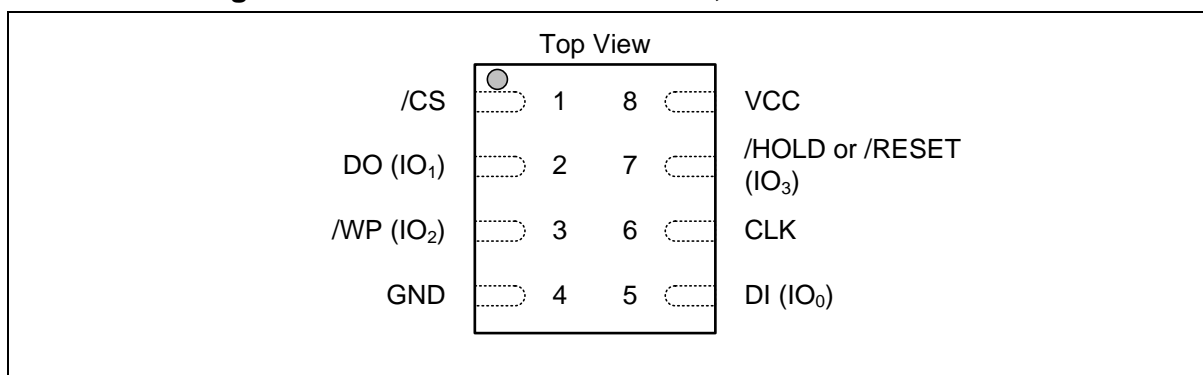 Top View
/CS 1 8 VCC
DO (IO₁) 2 7 /HOLD or /RESET
(IO₃)
/WP (IO₂) 3 6 CLK
GND 4 5 DI (IO₀)